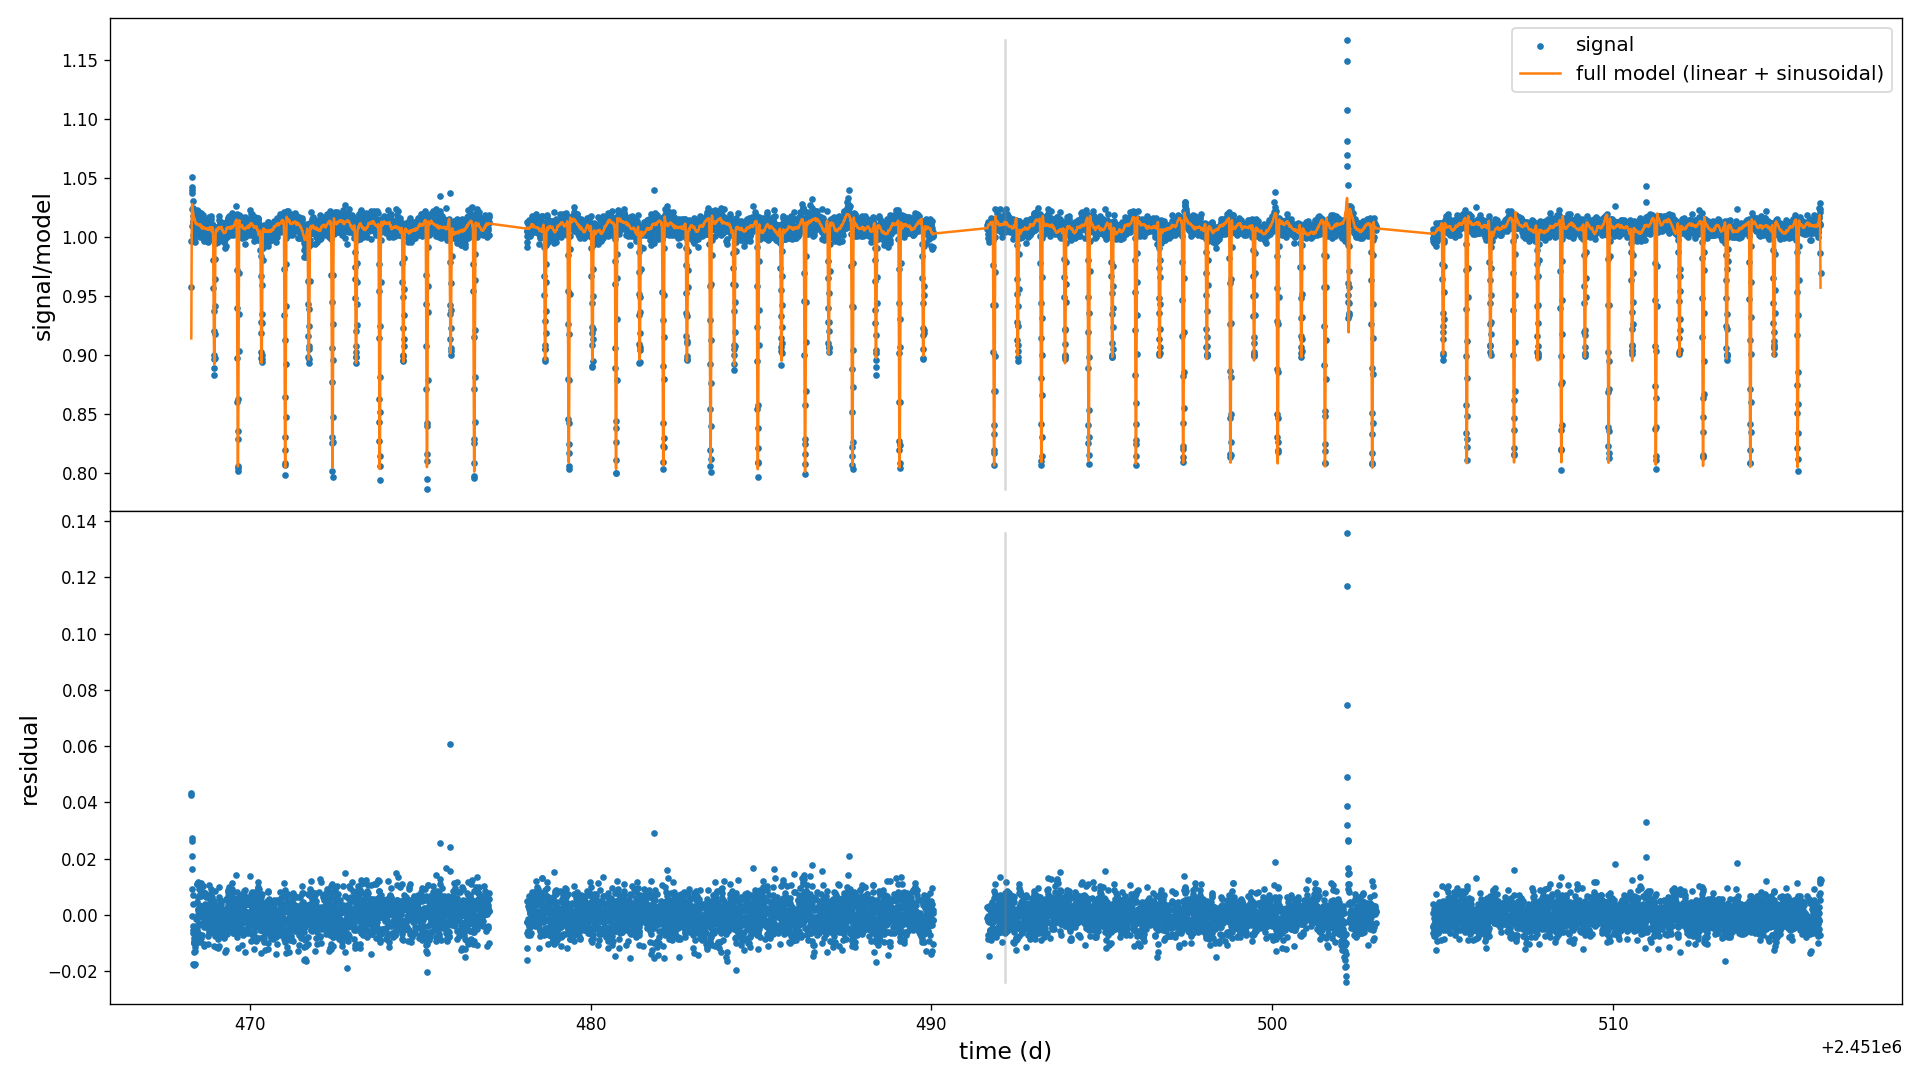 signal
full model (linear + sinusoidal)
signal/model
1.15
1.10
1.05
1.00
0.95
0.90
0.85
0.80
residual
0.14
0.12
0.10
0.08
0.06
0.04
0.02
0.00
−0.02
470 480 490 500 510
time (d)
+2.451e6